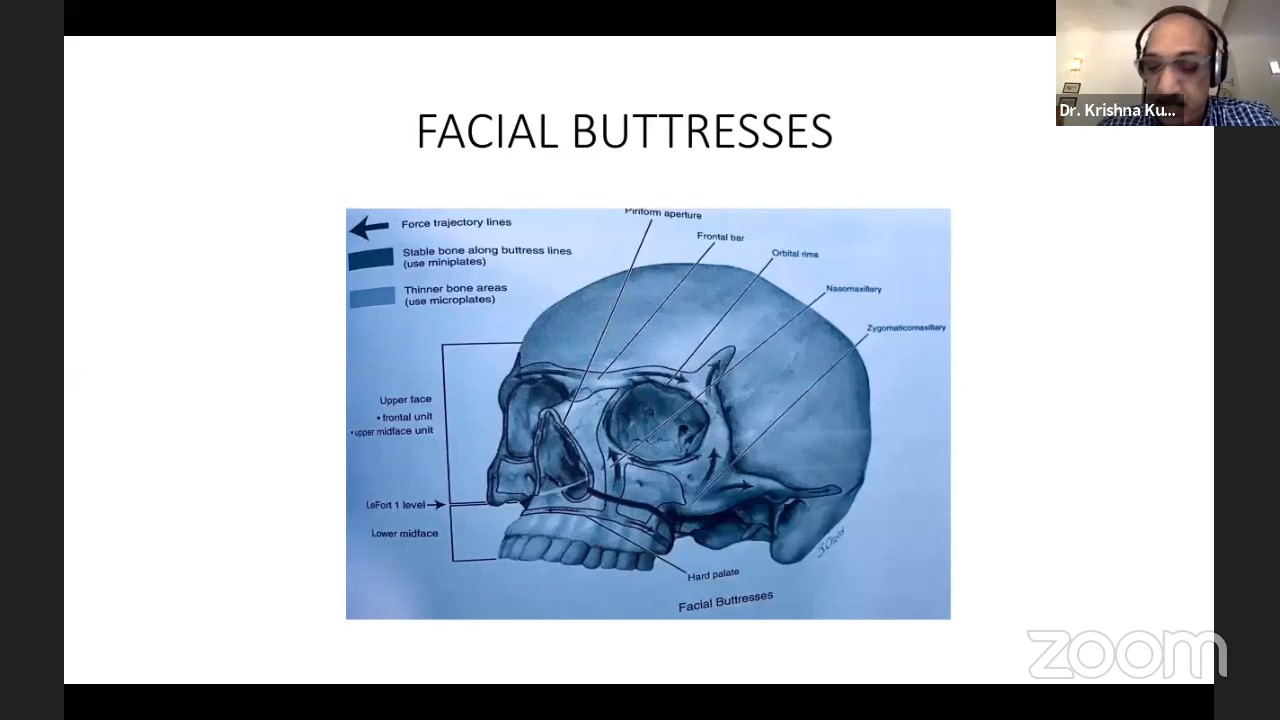 Dr. Krishna Ku...
FACIAL BUTTRESSES
Force trajectory lines
Stable bone along buttress lines
(use miniplates)
Thinner bone areas
(use microplates)
Piriform aperture
Frontal bar
Orbital rims
Nasomaxillary
Zygomaticomaxillary
Upper face
• frontal unit
• upper midface unit
LeFort 1 level
Lower midface
Hard palate
Facial Buttresses
zoom